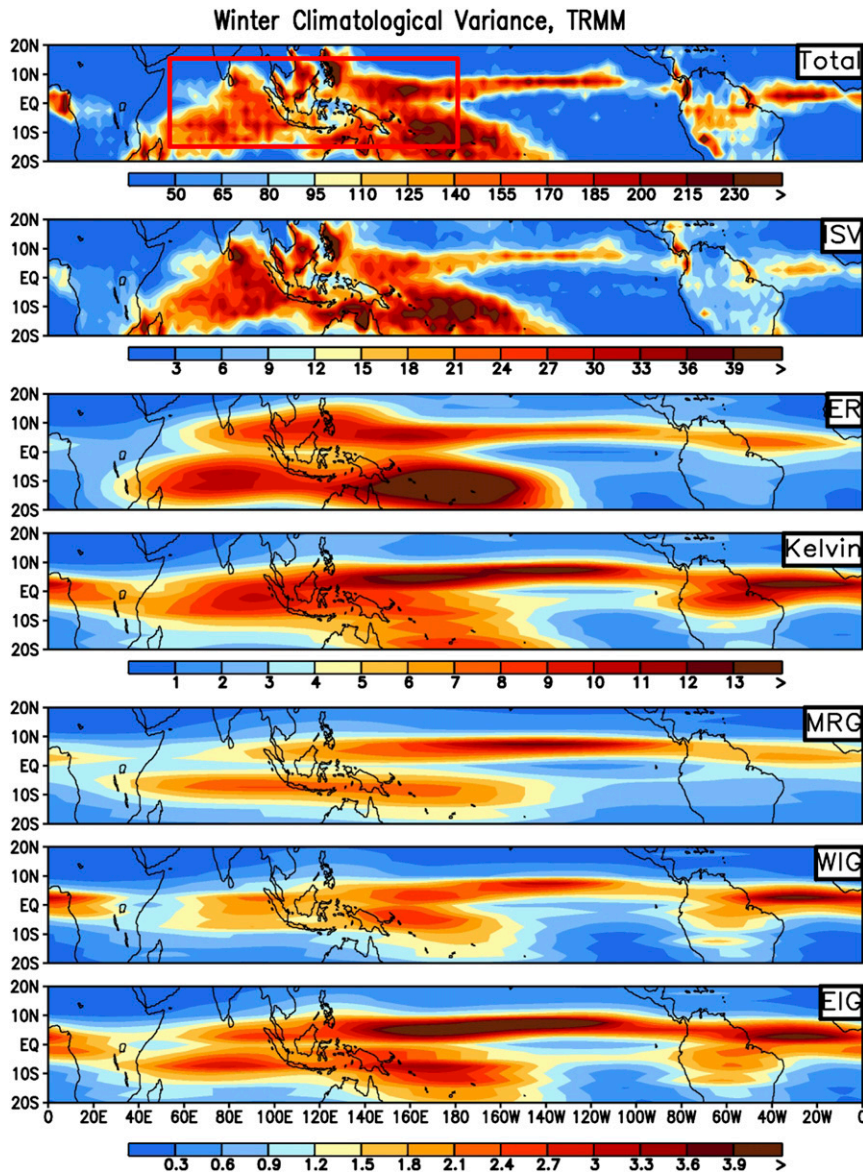 Winter Climatological Variance, TRMM
20N
10N
EQ
10S
20S
Total
50 65 80 95 110 125 140 155 170 185 200 215 230 >
20N
10N
EQ
10S
20S
ISV
3 6 9 12 15 18 21 24 27 30 33 36 39 >
20N
10N
EQ
10S
20S
ER
20N
10N
EQ
10S
20S
Kelvin
1 2 3 4 5 6 7 8 9 10 11 12 13 >
20N
10N
EQ
10S
20S
MRG
20N
10N
EQ
10S
20S
WIG
20N
10N
EQ
10S
20S
EIG
0 20E 40E 60E 80E 100E 120E 140E 160E 180 160W 140W 120W 100W 80W 60W 40W 20W 0
0.3 0.6 0.9 1.2 1.5 1.8 2.1 2.4 2.7 3 3.3 3.6 3.9 >